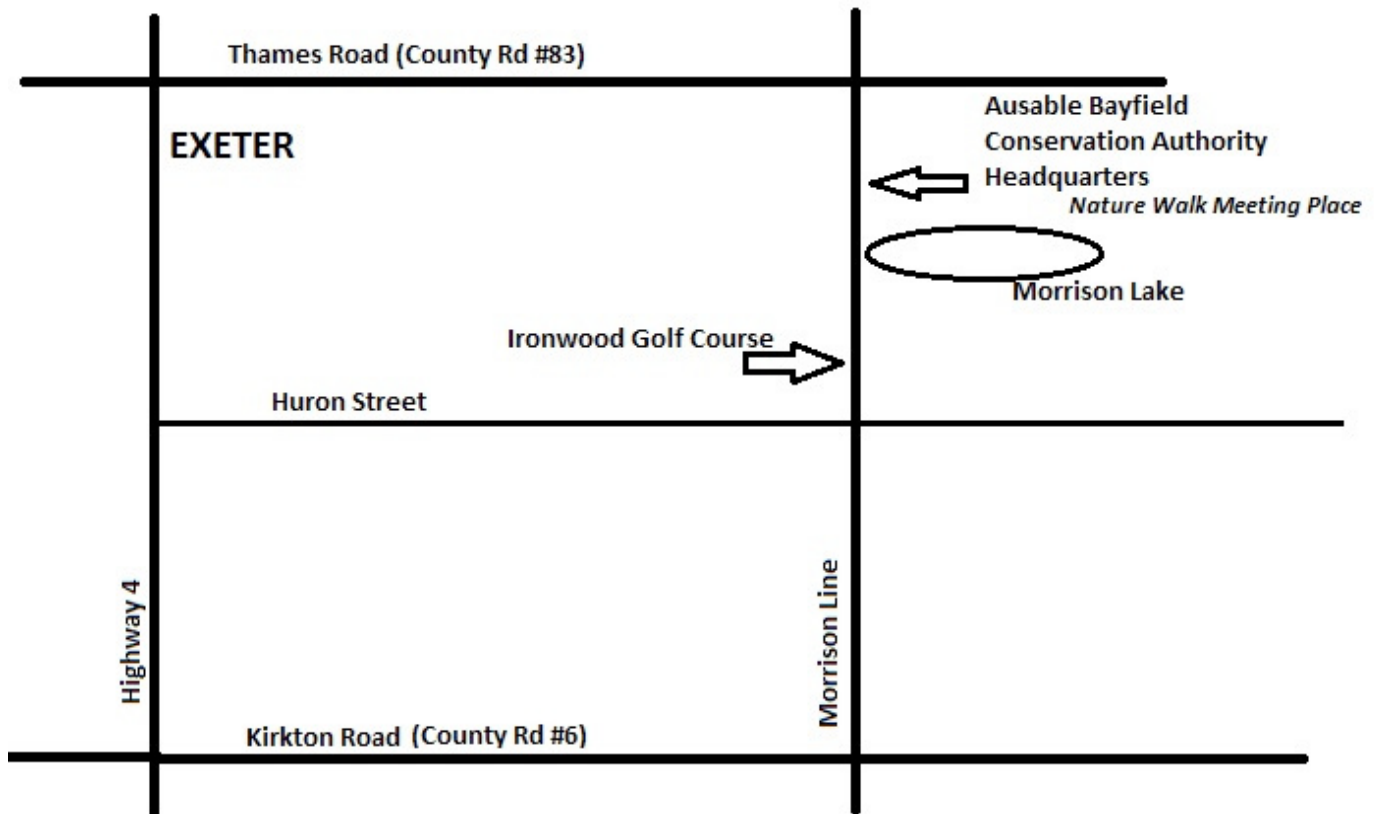 Thames Road (County Rd #83)
EXETER
Ausable Bayfield
Conservation Authority
Headquarters
Nature Walk Meeting Place
Morrison Lake
Ironwood Golf Course
Huron Street
Highway 4
Morrison Line
Kirkton Road (County Rd #6)